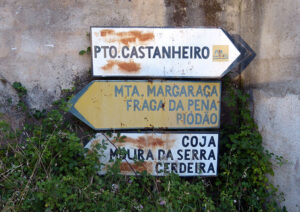 PTO. CASTANHEIRO
MTA. MARGARAÇA
FRAGA DA PENA
PIÓDÃO
COJA
MOURA DA SERRA
CERDEIRA